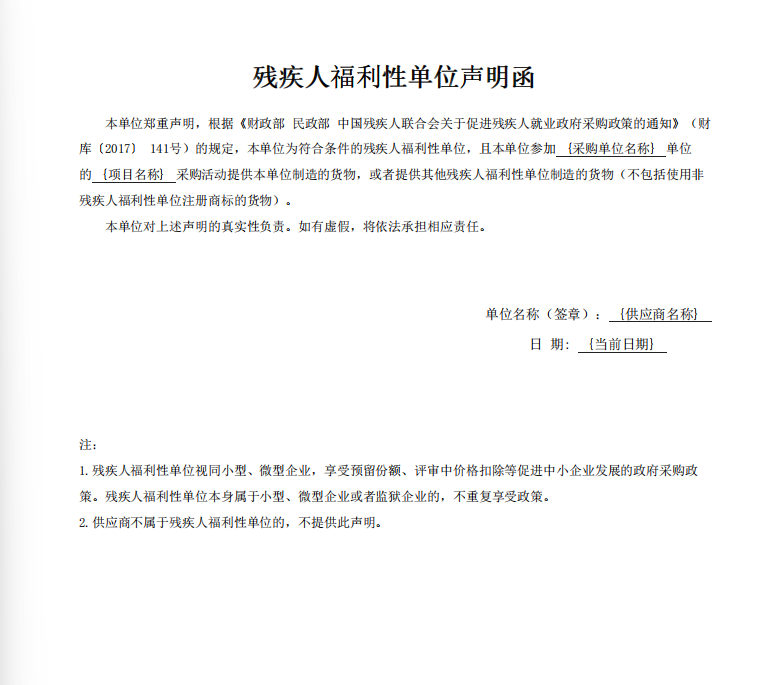 残疾人福利性单位声明函
本单位郑重声明，根据《财政部 民政部 中国残疾人联合会关于促进残疾人就业政府采购政策的通知》（财
库〔2017〕 141号）的规定，本单位为符合条件的残疾人福利性单位，且本单位参加 {采购单位名称} 单位
的 {项目名称} 采购活动提供本单位制造的货物，或者提供其他残疾人福利性单位制造的货物（不包括使用非
残疾人福利性单位注册商标的货物）。
本单位对上述声明的真实性负责。如有虚假，将依法承担相应责任。
单位名称（签章）： {供应商名称}
日 期: {当前日期}
注:
1. 残疾人福利性单位视同小型、微型企业，享受预留份额、评审中价格扣除等促进中小企业发展的政府采购政
策。残疾人福利性单位本身属于小型、微型企业或者监狱企业的，不重复享受政策。
2. 供应商不属于残疾人福利性单位的，不提供此声明。